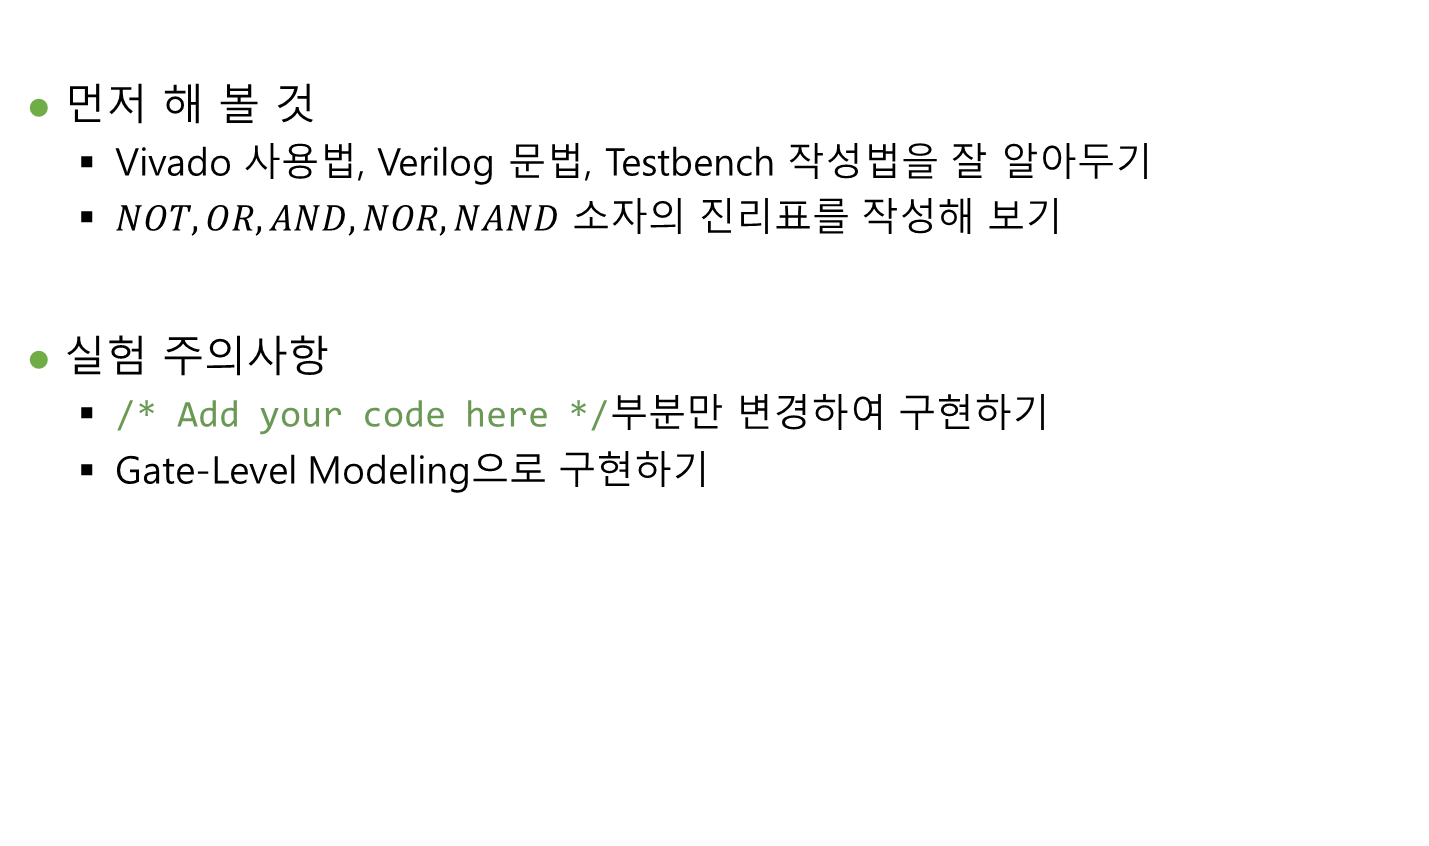 먼저 해 볼 것
Vivado 사용법, Verilog 문법, Testbench 작성법을 잘 알아두기
NOT, OR, AND, NOR, NAND 소자의 진리표를 작성해 보기
실험 주의사항
/* Add your code here */부분만 변경하여 구현하기
Gate-Level Modeling으로 구현하기